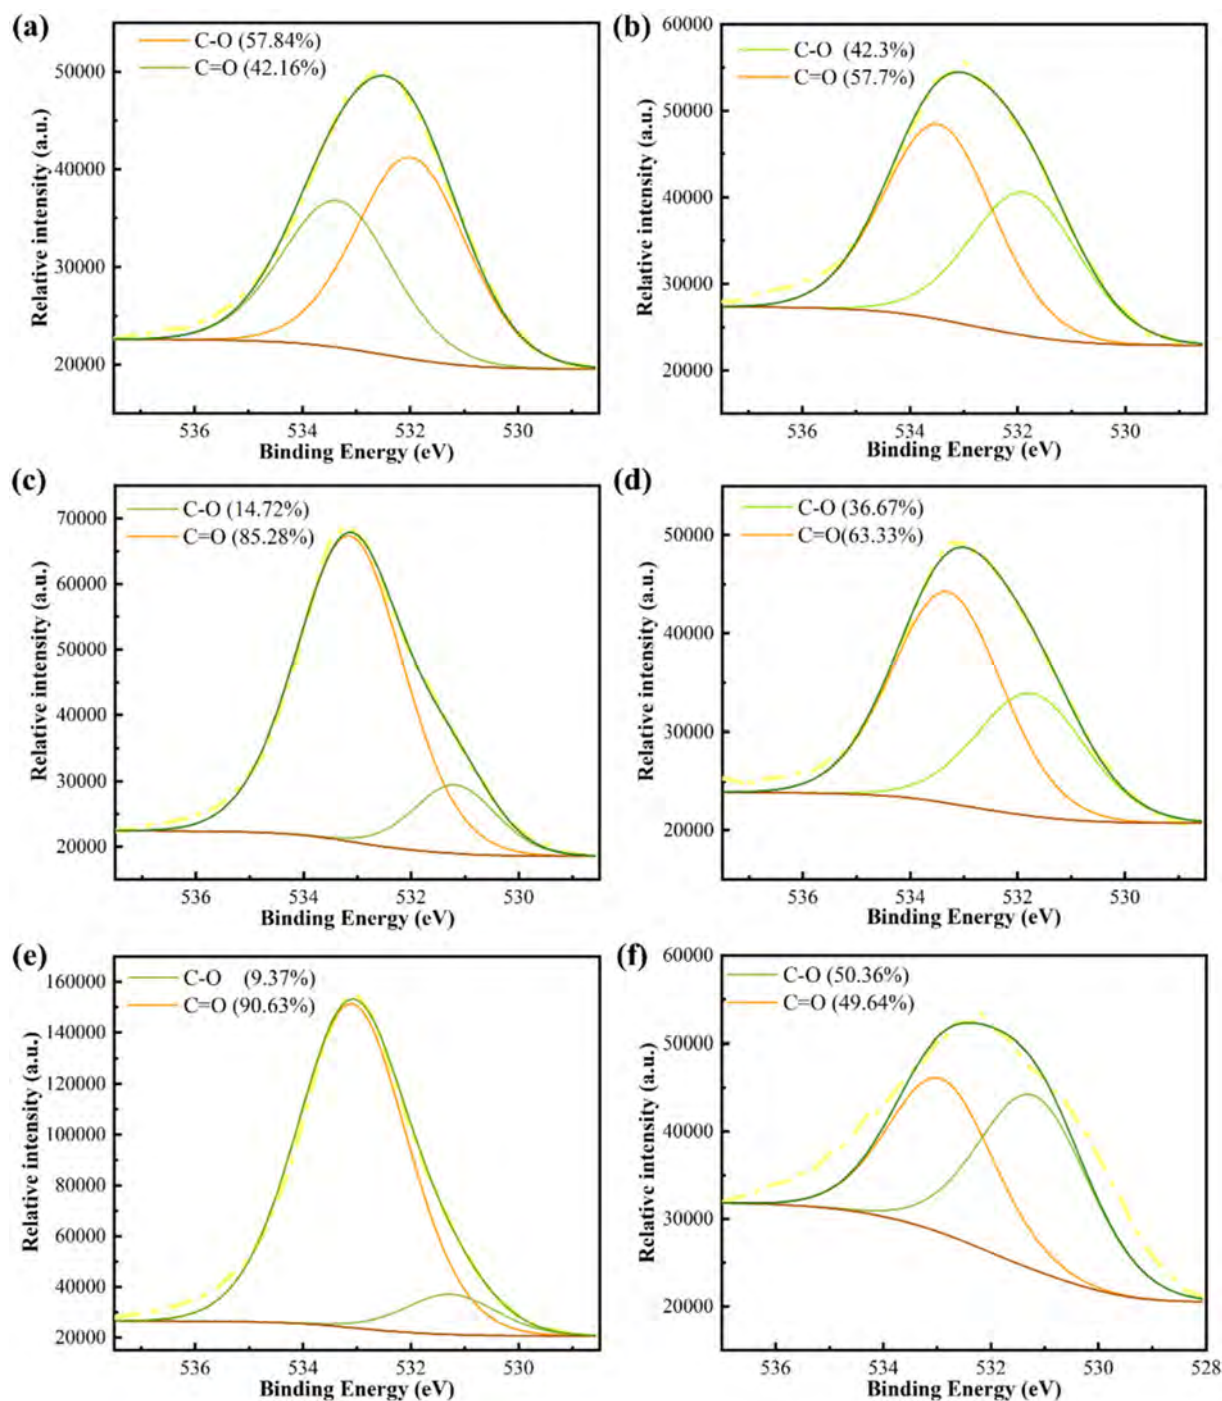 (a)
C-O (57.84%)
C=O (42.16%)
50000
40000
30000
20000
Relative intensity (a.u.)
536 534 532 530
Binding Energy (eV)
(b)
C-O (42.3%)
C=O (57.7%)
60000
50000
40000
30000
20000
Relative intensity (a.u.)
536 534 532 530
Binding Energy (eV)
(c)
C-O (14.72%)
C=O (85.28%)
70000
60000
50000
40000
30000
20000
Relative intensity (a.u.)
536 534 532 530
Binding Energy (eV)
(d)
C-O (36.67%)
C=O(63.33%)
50000
40000
30000
20000
Relative intensity (a.u.)
536 534 532 530
Binding Energy (eV)
(e)
C-O (9.37%)
C=O (90.63%)
160000
140000
120000
100000
80000
60000
40000
20000
Relative intensity (a.u.)
536 534 532 530
Binding Energy (eV)
(f)
C-O (50.36%)
C=O (49.64%)
60000
50000
40000
30000
20000
Relative intensity (a.u.)
536 534 532 530 528
Binding Energy (eV)